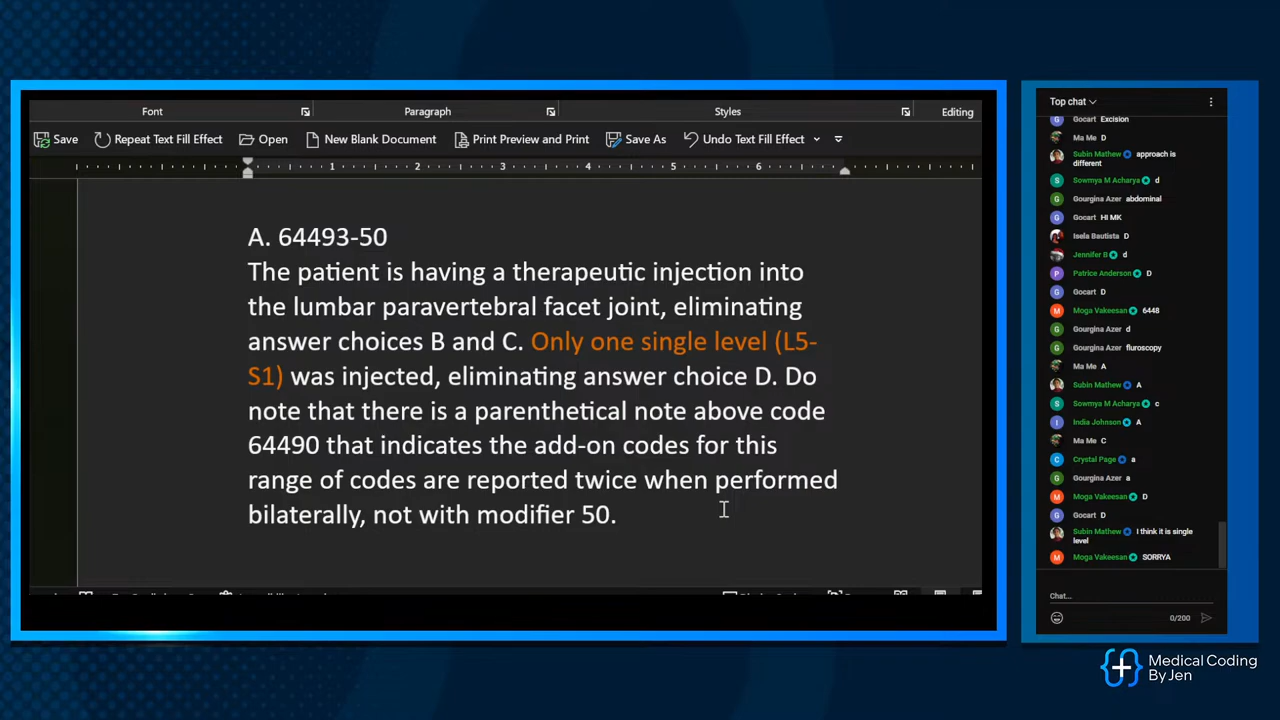 Font
Paragraph
Styles
Editing
Save
Repeat Text Fill Effect
Open
New Blank Document
Print Preview and Print
Save As
Undo Text Fill Effect
1 2 3 4 5 6
A. 64493-50
The patient is having a therapeutic injection into
the lumbar paravertebral facet joint, eliminating
answer choices B and C. Only one single level (L5-
S1) was injected, eliminating answer choice D. Do
note that there is a parenthetical note above code
64490 that indicates the add-on codes for this
range of codes are reported twice when performed
bilaterally, not with modifier 50.
Top chat
G Gocart Excision
Ma Me D
Subin Mathew approach is
different
S Sowmya M Acharya d
G Gourgina Azer abdominal
G Gocart HI MK
Isela Bautista D
Jennifer B d
P Patrice Anderson D
G Gocart D
M Moga Vakeesan 6448
G Gourgina Azer d
G Gourgina Azer fluroscopy
Ma Me A
Subin Mathew A
S Sowmya M Acharya c
I India Johnson A
Ma Me C
C Crystal Page a
G Gourgina Azer a
M Moga Vakeesan D
G Gocart D
Subin Mathew I think it is single
level
M Moga Vakeesan SORRYA
Chat...
0/200
Medical Coding
By Jen